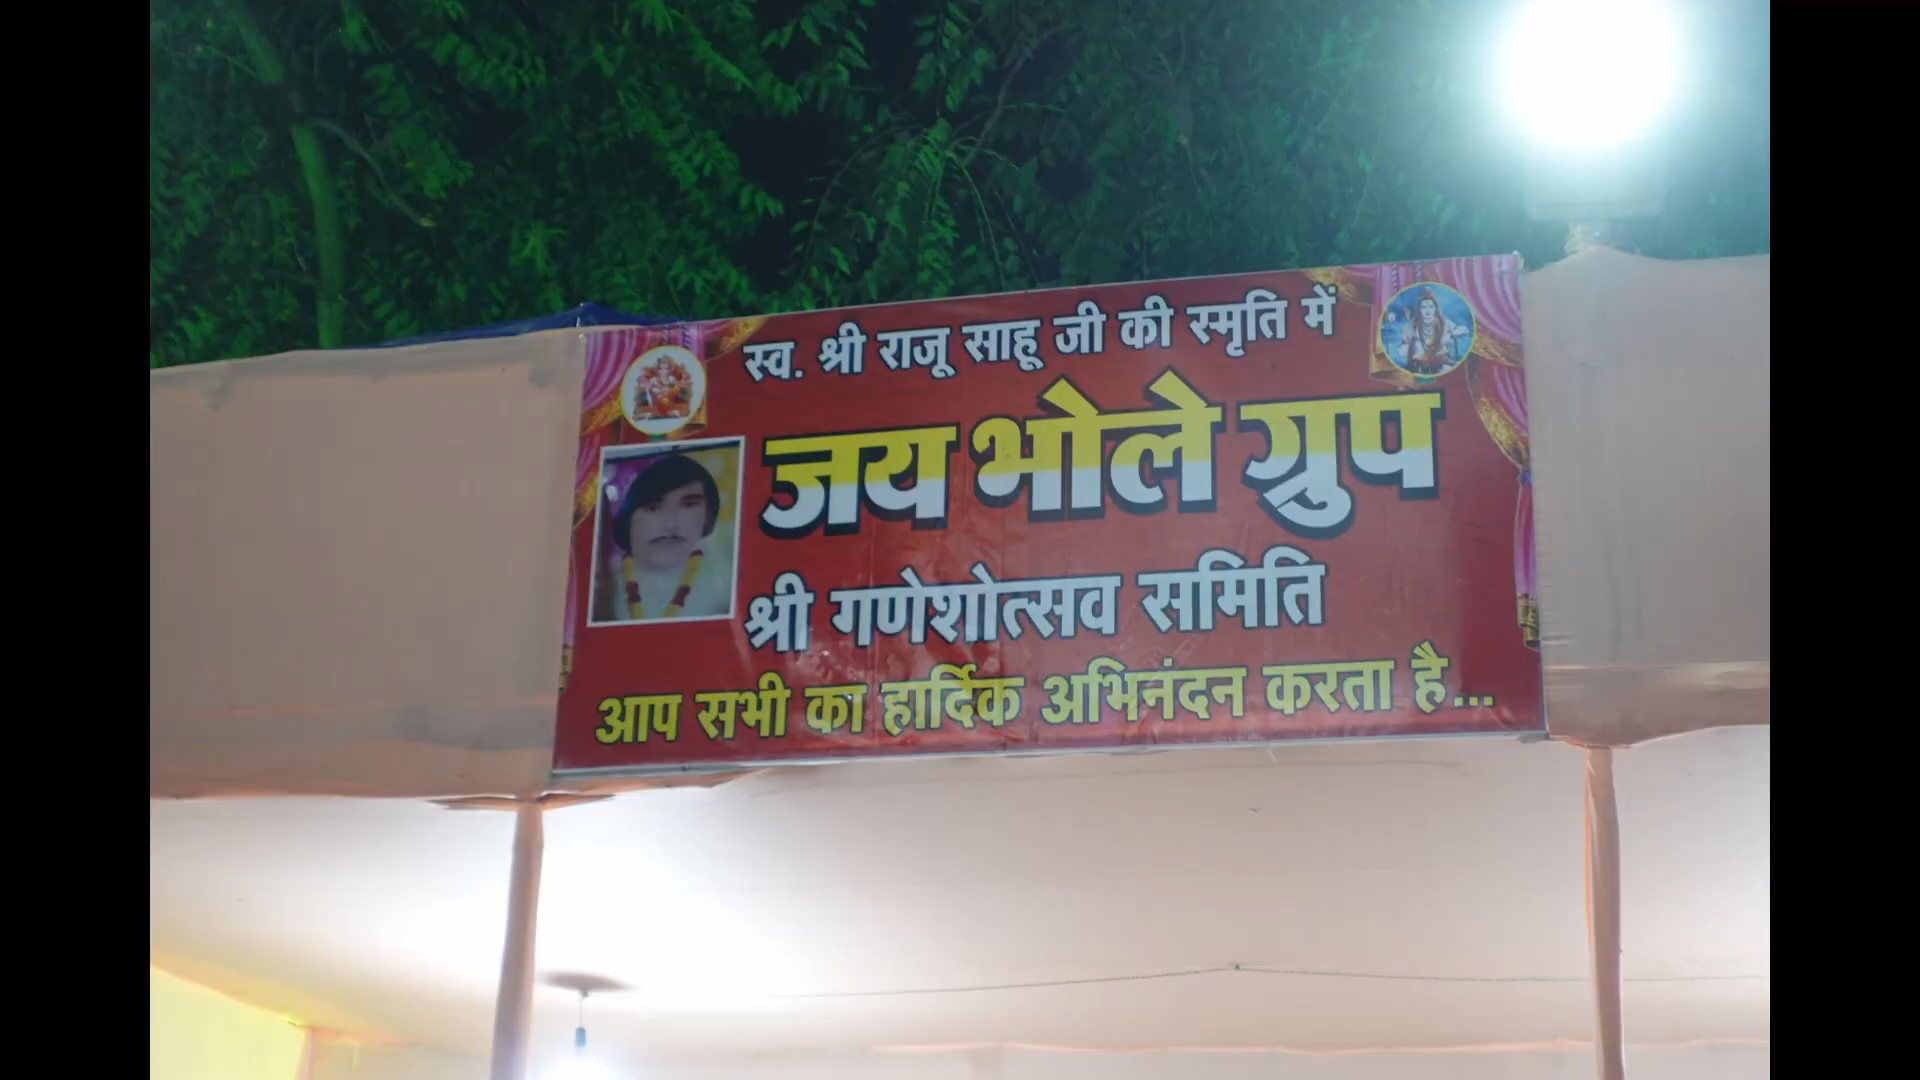 स्व. श्री राजू साहू जी की स्मृति में
जय भोले ग्रुप
श्री गणेशोत्सव समिति
आप सभी का हार्दिक अभिनंदन करता है...